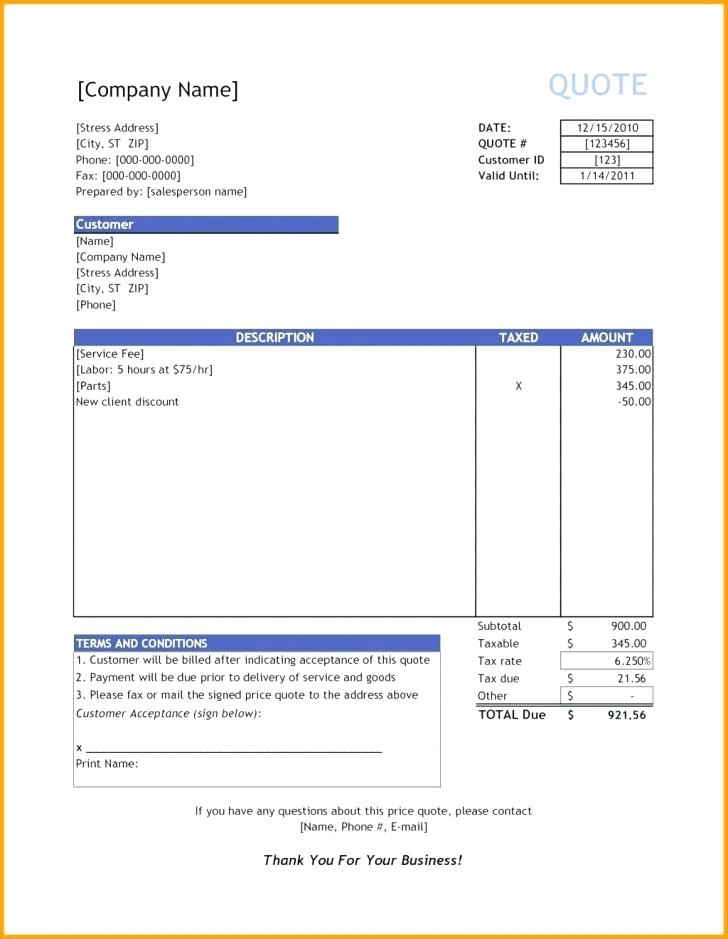 [Company Name]
QUOTE
[Stress Address]
[City, ST ZIP]
Phone: [000-000-0000]
Fax: [000-000-0000]
Prepared by: [salesperson name]
DATE: 12/15/2010
QUOTE # [123456]
Customer ID [123]
Valid Until: 1/14/2011
Customer
[Name]
[Company Name]
[Stress Address]
[City, ST ZIP]
[Phone]
DESCRIPTION TAXED AMOUNT
[Service Fee] 230.00
[Labor: 5 hours at $75/hr] 375.00
[Parts] X 345.00
New client discount -50.00
Subtotal $ 900.00
Taxable $ 345.00
Tax rate 6.250%
Tax due $ 21.56
Other $ -
TOTAL Due $ 921.56
TERMS AND CONDITIONS
1. Customer will be billed after indicating acceptance of this quote
2. Payment will be due prior to delivery of service and goods
3. Please fax or mail the signed price quote to the address above
Customer Acceptance (sign below):
x
Print Name:
If you have any questions about this price quote, please contact
[Name, Phone #, E-mail]
Thank You For Your Business!